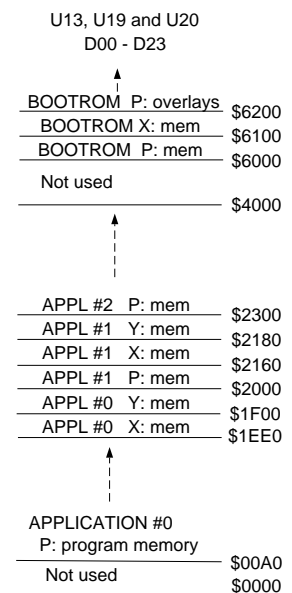 U13, U19 and U20
D00 - D23
BOOTROM P: overlays
$6200
BOOTROM X: mem
$6100
BOOTROM P: mem
$6000
Not used
$4000
APPL #2 P: mem
$2300
APPL #1 Y: mem
$2180
APPL #1 X: mem
$2160
APPL #1 P: mem
$2000
APPL #0 Y: mem
$1F00
APPL #0 X: mem
$1EE0
APPLICATION #0
P: program memory
$00A0
Not used
$0000